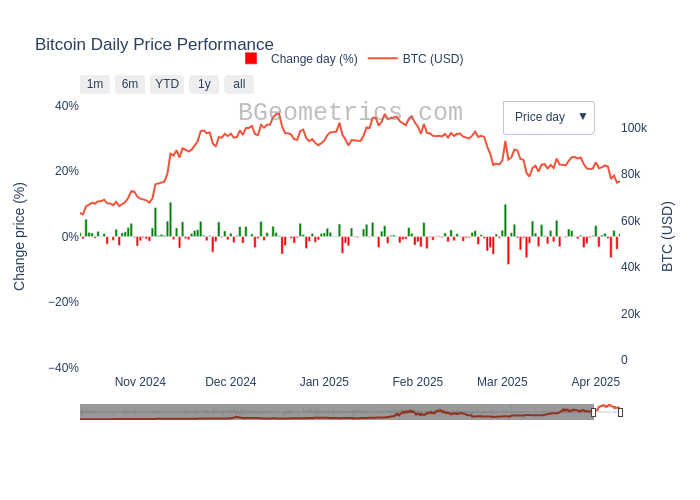 Bitcoin Daily Price Performance
Change day (%) BTC (USD)
1m 6m YTD 1y all
BGeometrics com
Price day ▼
40%
20%
0%
−20%
−40%
Change price (%)
100k
80k
60k
40k
20k
0
BTC (USD)
Nov 2024 Dec 2024 Jan 2025 Feb 2025 Mar 2025 Apr 2025